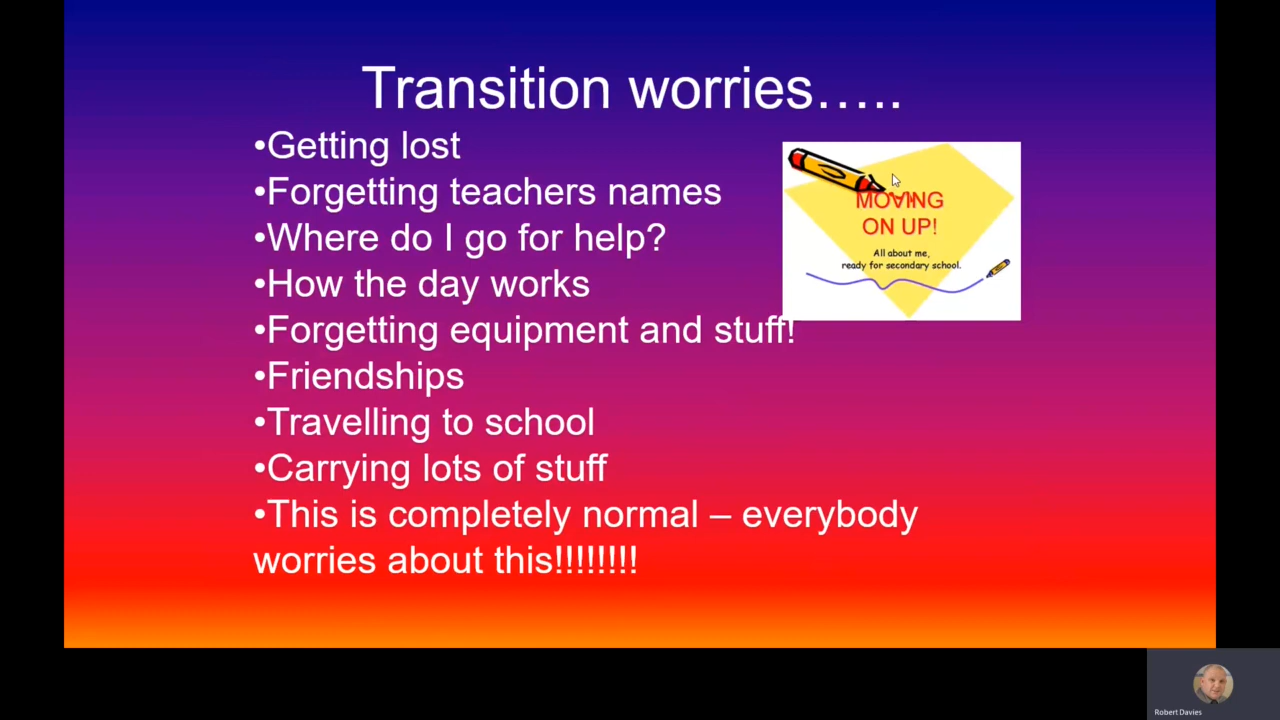 Transition worries…..
•Getting lost
•Forgetting teachers names
•Where do I go for help?
•How the day works
•Forgetting equipment and stuff!
•Friendships
•Travelling to school
•Carrying lots of stuff
•This is completely normal – everybody
worries about this!!!!!!!!
MOVING
ON UP!
All about me,
ready for secondary school.
Robert Davies